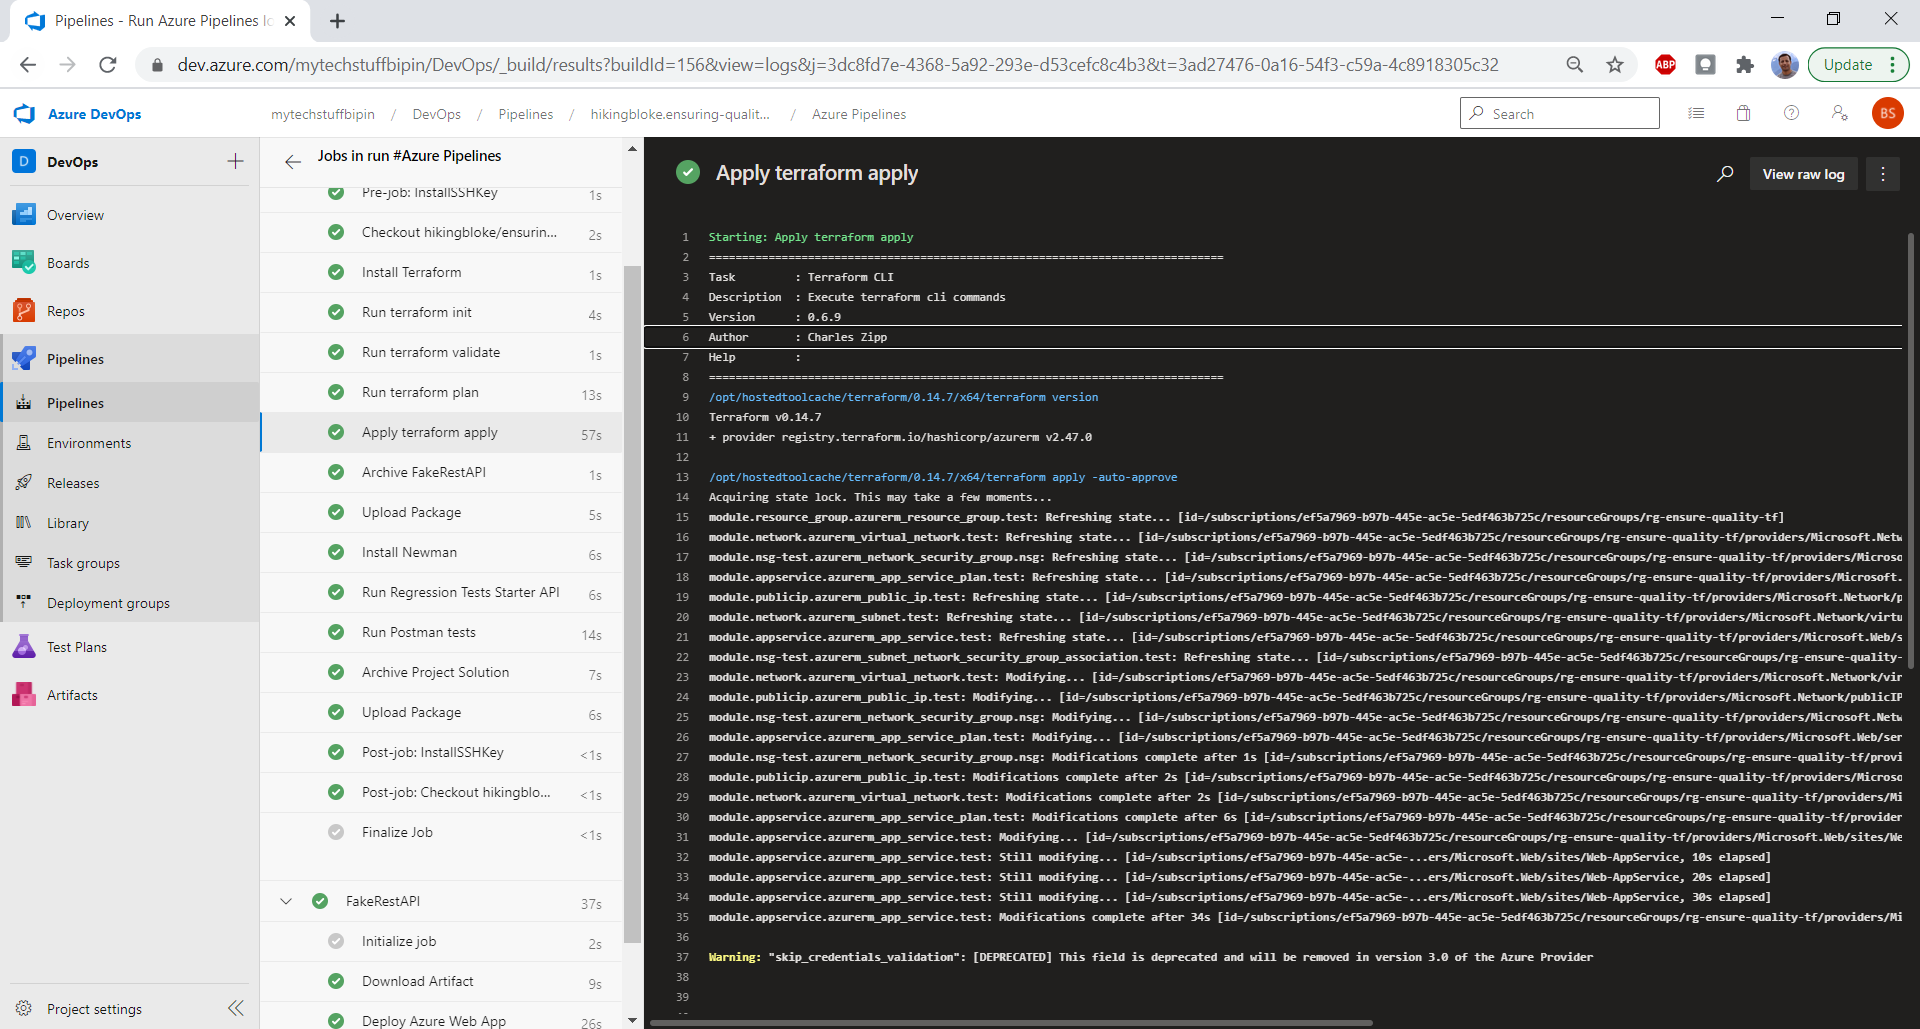 Pipelines - Run Azure Pipelines lo
dev.azure.com/mytechstuffbipin/DevOps/_build/results?buildId=156&view=logs&j=3dc8fd7e-4368-5a92-293e-d53cefc8c4b3&t=3ad27476-0a16-54f3-c59a-4c8918305c32
ABP
Update
Azure DevOps
mytechstuffbipin / DevOps / Pipelines / hikingbloke.ensuring-qualit... / Azure Pipelines
Search
BS
D DevOps
Overview
Boards
Repos
Pipelines
Pipelines
Environments
Releases
Library
Task groups
Deployment groups
Test Plans
Artifacts
Project settings
Jobs in run #Azure Pipelines
Pre-job: InstallSSHKey 1s
Checkout hikingbloke/ensurin... 2s
Install Terraform 1s
Run terraform init 4s
Run terraform validate 1s
Run terraform plan 13s
Apply terraform apply 57s
Archive FakeRestAPI 1s
Upload Package 5s
Install Newman 6s
Run Regression Tests Starter API 6s
Run Postman tests 14s
Archive Project Solution 7s
Upload Package 6s
Post-job: InstallSSHKey <1s
Post-job: Checkout hikingblo... <1s
Finalize Job <1s
FakeRestAPI 37s
Initialize job 2s
Download Artifact 9s
Deploy Azure Web App 26s
Apply terraform apply
View raw log
1 Starting: Apply terraform apply
2 ==============================================================================
3 Task : Terraform CLI
4 Description : Execute terraform cli commands
5 Version : 0.6.9
6 Author : Charles Zipp
7 Help :
8 ==============================================================================
9 /opt/hostedtoolcache/terraform/0.14.7/x64/terraform version
10 Terraform v0.14.7
11 + provider registry.terraform.io/hashicorp/azurerm v2.47.0
12
13 /opt/hostedtoolcache/terraform/0.14.7/x64/terraform apply -auto-approve
14 Acquiring state lock. This may take a few moments...
15 module.resource_group.azurerm_resource_group.test: Refreshing state... [id=/subscriptions/ef5a7969-b97b-445e-ac5e-5edf463b725c/resourceGroups/rg-ensure-quality-tf]
16 module.network.azurerm_virtual_network.test: Refreshing state... [id=/subscriptions/ef5a7969-b97b-445e-ac5e-5edf463b725c/resourceGroups/rg-ensure-quality-tf/providers/Microsoft.Netw
17 module.nsg-test.azurerm_network_security_group.nsg: Refreshing state... [id=/subscriptions/ef5a7969-b97b-445e-ac5e-5edf463b725c/resourceGroups/rg-ensure-quality-tf/providers/Microso
18 module.appservice.azurerm_app_service_plan.test: Refreshing state... [id=/subscriptions/ef5a7969-b97b-445e-ac5e-5edf463b725c/resourceGroups/rg-ensure-quality-tf/providers/Microsoft.
19 module.publicip.azurerm_public_ip.test: Refreshing state... [id=/subscriptions/ef5a7969-b97b-445e-ac5e-5edf463b725c/resourceGroups/rg-ensure-quality-tf/providers/Microsoft.Network/p
20 module.network.azurerm_subnet.test: Refreshing state... [id=/subscriptions/ef5a7969-b97b-445e-ac5e-5edf463b725c/resourceGroups/rg-ensure-quality-tf/providers/Microsoft.Network/virtu
21 module.appservice.azurerm_app_service.test: Refreshing state... [id=/subscriptions/ef5a7969-b97b-445e-ac5e-5edf463b725c/resourceGroups/rg-ensure-quality-tf/providers/Microsoft.Web/s
22 module.nsg-test.azurerm_subnet_network_security_group_association.test: Refreshing state... [id=/subscriptions/ef5a7969-b97b-445e-ac5e-5edf463b725c/resourceGroups/rg-ensure-quality-
23 module.network.azurerm_virtual_network.test: Modifying... [id=/subscriptions/ef5a7969-b97b-445e-ac5e-5edf463b725c/resourceGroups/rg-ensure-quality-tf/providers/Microsoft.Network/vir
24 module.publicip.azurerm_public_ip.test: Modifying... [id=/subscriptions/ef5a7969-b97b-445e-ac5e-5edf463b725c/resourceGroups/rg-ensure-quality-tf/providers/Microsoft.Network/publicIP
25 module.nsg-test.azurerm_network_security_group.nsg: Modifying... [id=/subscriptions/ef5a7969-b97b-445e-ac5e-5edf463b725c/resourceGroups/rg-ensure-quality-tf/providers/Microsoft.Netw
26 module.appservice.azurerm_app_service_plan.test: Modifying... [id=/subscriptions/ef5a7969-b97b-445e-ac5e-5edf463b725c/resourceGroups/rg-ensure-quality-tf/providers/Microsoft.Web/ser
27 module.nsg-test.azurerm_network_security_group.nsg: Modifications complete after 1s [id=/subscriptions/ef5a7969-b97b-445e-ac5e-5edf463b725c/resourceGroups/rg-ensure-quality-tf/provi
28 module.publicip.azurerm_public_ip.test: Modifications complete after 2s [id=/subscriptions/ef5a7969-b97b-445e-ac5e-5edf463b725c/resourceGroups/rg-ensure-quality-tf/providers/Microso
29 module.network.azurerm_virtual_network.test: Modifications complete after 2s [id=/subscriptions/ef5a7969-b97b-445e-ac5e-5edf463b725c/resourceGroups/rg-ensure-quality-tf/providers/Mi
30 module.appservice.azurerm_app_service_plan.test: Modifications complete after 6s [id=/subscriptions/ef5a7969-b97b-445e-ac5e-5edf463b725c/resourceGroups/rg-ensure-quality-tf/provider
31 module.appservice.azurerm_app_service.test: Modifying... [id=/subscriptions/ef5a7969-b97b-445e-ac5e-5edf463b725c/resourceGroups/rg-ensure-quality-tf/providers/Microsoft.Web/sites/We
32 module.appservice.azurerm_app_service.test: Still modifying... [id=/subscriptions/ef5a7969-b97b-445e-ac5e-...ers/Microsoft.Web/sites/Web-AppService, 10s elapsed]
33 module.appservice.azurerm_app_service.test: Still modifying... [id=/subscriptions/ef5a7969-b97b-445e-ac5e-...ers/Microsoft.Web/sites/Web-AppService, 20s elapsed]
34 module.appservice.azurerm_app_service.test: Still modifying... [id=/subscriptions/ef5a7969-b97b-445e-ac5e-...ers/Microsoft.Web/sites/Web-AppService, 30s elapsed]
35 module.appservice.azurerm_app_service.test: Modifications complete after 34s [id=/subscriptions/ef5a7969-b97b-445e-ac5e-5edf463b725c/resourceGroups/rg-ensure-quality-tf/providers/Mi
36
37 Warning: "skip_credentials_validation": [DEPRECATED] This field is deprecated and will be removed in version 3.0 of the Azure Provider
38
39